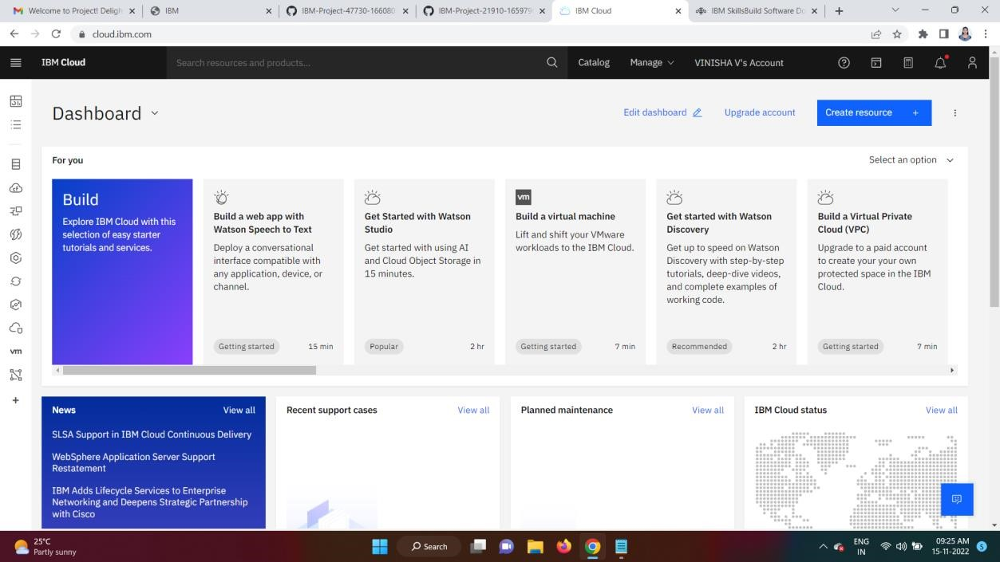 Welcome to Project! Deligh
IBM
IBM-Project-47730-166080
IBM-Project-21910-165979
IBM Cloud
IBM SkillsBuild Software Do
cloud.ibm.com
IBM Cloud
Search resources and products...
Catalog
Manage
VINISHA V's Account
Dashboard
Edit dashboard
Upgrade account
Create resource +
For you
Select an option
Build
Explore IBM Cloud with this
selection of easy starter
tutorials and services.
Build a web app with
Watson Speech to Text
Deploy a conversational
interface compatible with
any application, device, or
channel.
Getting started
15 min
Get Started with Watson
Studio
Get started with using AI
and Cloud Object Storage in
15 minutes.
Popular
2 hr
vm
Build a virtual machine
Lift and shift your VMware
workloads to the IBM Cloud.
Getting started
7 min
Get started with Watson
Discovery
Get up to speed on Watson
Discovery with step-by-step
tutorials, deep-dive videos,
and complete examples of
working code.
Recommended
2 hr
Build a Virtual Private
Cloud (VPC)
Upgrade to a paid account
to create your your own
protected space in the IBM
Cloud.
Getting started
7 min
vm
News
View all
SLSA Support in IBM Cloud Continuous Delivery
WebSphere Application Server Support
Restatement
IBM Adds Lifecycle Services to Enterprise
Networking and Deepens Strategic Partnership
with Cisco
Recent support cases
View all
Planned maintenance
View all
IBM Cloud status
View all
25°C
Partly sunny
Search
ENG
IN
09:25 AM
15-11-2022
5